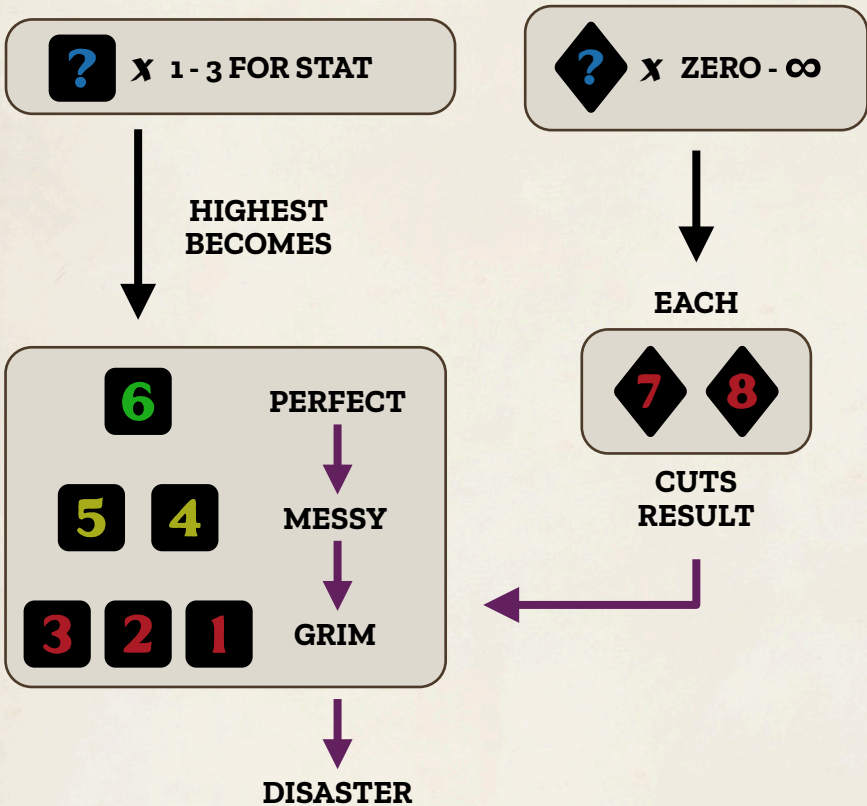 ? x 1 - 3 FOR STAT
? x ZERO - ∞
HIGHEST
BECOMES
EACH
7 8
CUTS
RESULT
6 PERFECT
5 4 MESSY
3 2 1 GRIM
DISASTER